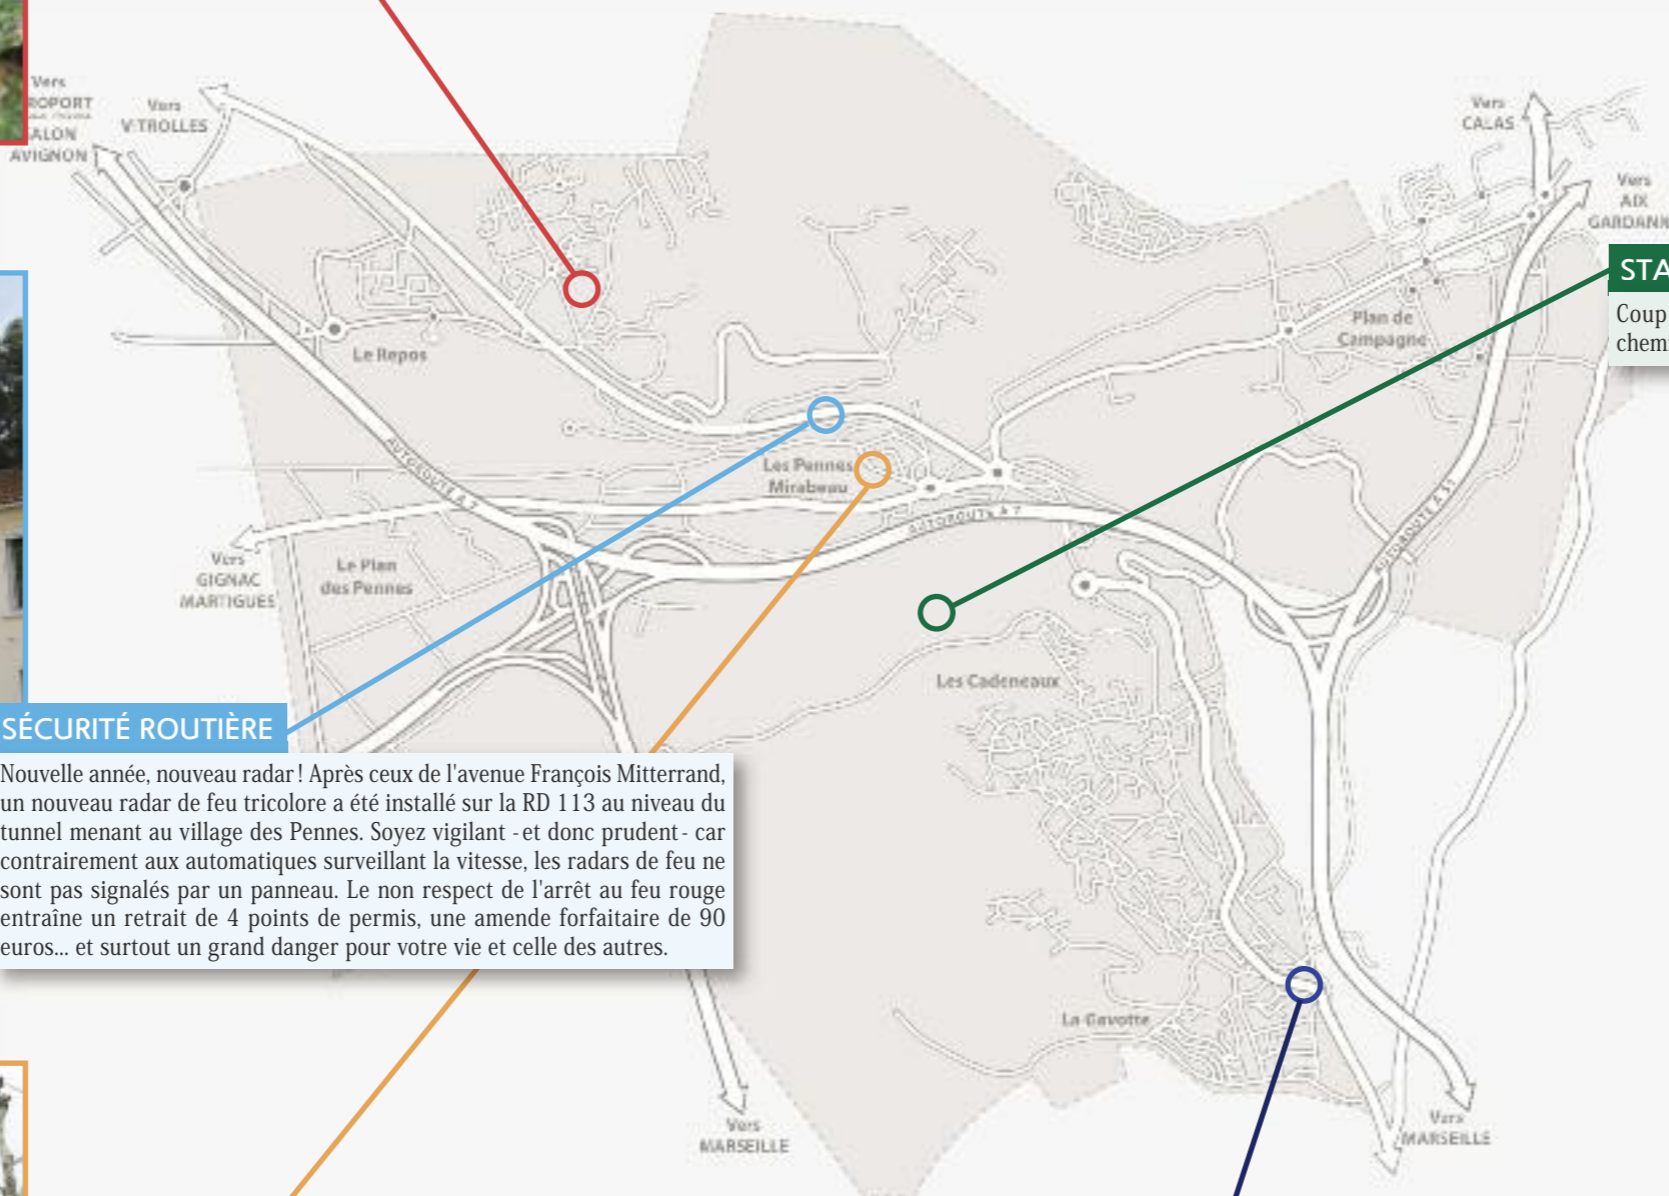 Vers
ROPORT
SALON
AVIGNON
Vers
VITROLLES
Vers
CALAS
Vers
AIX
GARDANN
STA
Coup
chem
Plan de
Campagne
Le Repos
Les Pennes
Mirabeau
AUTOROUTE A 7
AUTOROUTE A 7
AUTOROUTE A 51
Vers
GIGNAC
MARTIGUES
Le Plan
des Pennes
Les Cadeneaux
SÉCURITÉ ROUTIÈRE
Nouvelle année, nouveau radar ! Après ceux de l'avenue François Mitterrand,
un nouveau radar de feu tricolore a été installé sur la RD 113 au niveau du
tunnel menant au village des Pennes. Soyez vigilant - et donc prudent - car
contrairement aux automatiques surveillant la vitesse, les radars de feu ne
sont pas signalés par un panneau. Le non respect de l'arrêt au feu rouge
entraîne un retrait de 4 points de permis, une amende forfaitaire de 90
euros... et surtout un grand danger pour votre vie et celle des autres.
La Gavotte
Vers
MARSEILLE
Vers
MARSEILLE